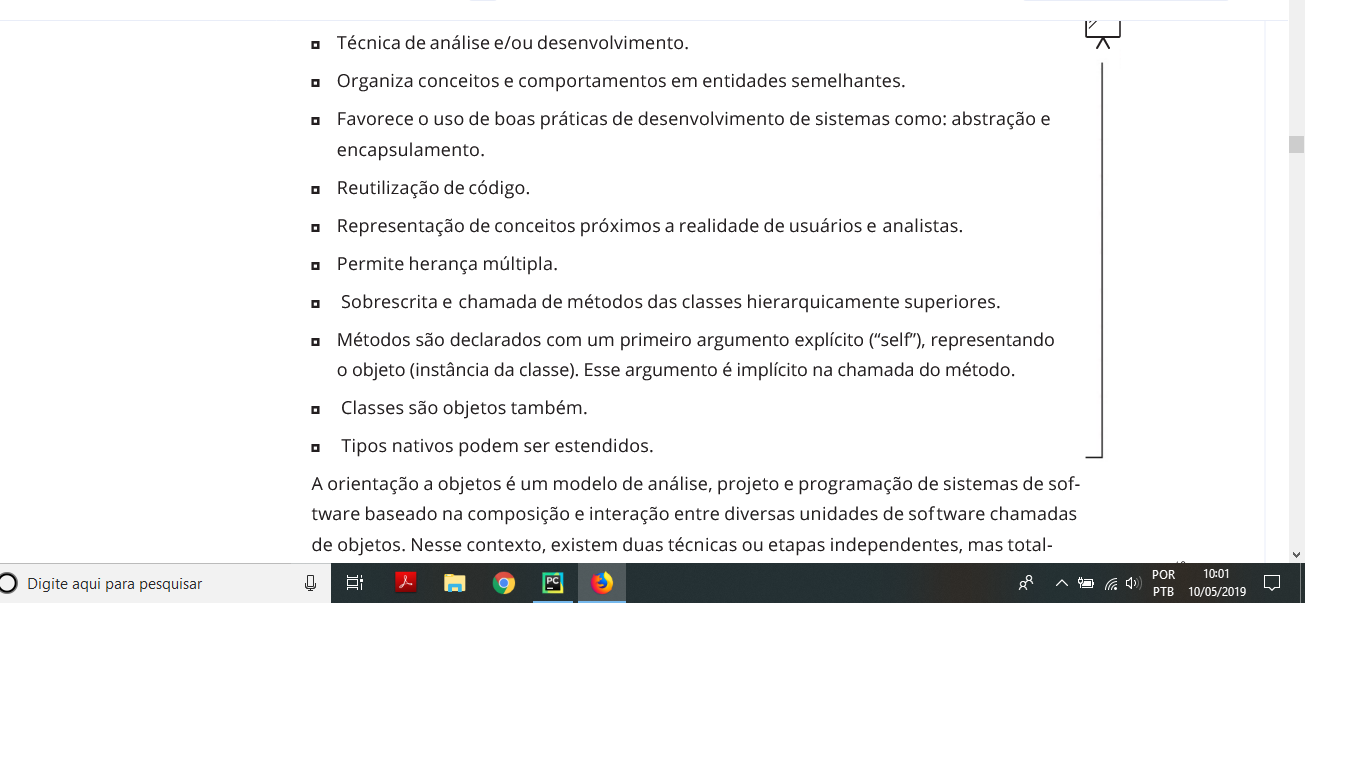 Técnica de análise e/ou desenvolvimento.
Organiza conceitos e comportamentos em entidades semelhantes.
Favorece o uso de boas práticas de desenvolvimento de sistemas como: abstração e
encapsulamento.
Reutilização de código.
Representação de conceitos próximos a realidade de usuários e analistas.
Permite herança múltipla.
Sobrescrita e chamada de métodos das classes hierarquicamente superiores.
Métodos são declarados com um primeiro argumento explícito (“self”), representando
o objeto (instância da classe). Esse argumento é implícito na chamada do método.
Classes são objetos também.
Tipos nativos podem ser estendidos.
A orientação a objetos é um modelo de análise, projeto e programação de sistemas de sof-
tware baseado na composição e interação entre diversas unidades de software chamadas
de objetos. Nesse contexto, existem duas técnicas ou etapas independentes, mas total-
Digite aqui para pesquisar
PC
POR
PTB
10:01
10/05/2019